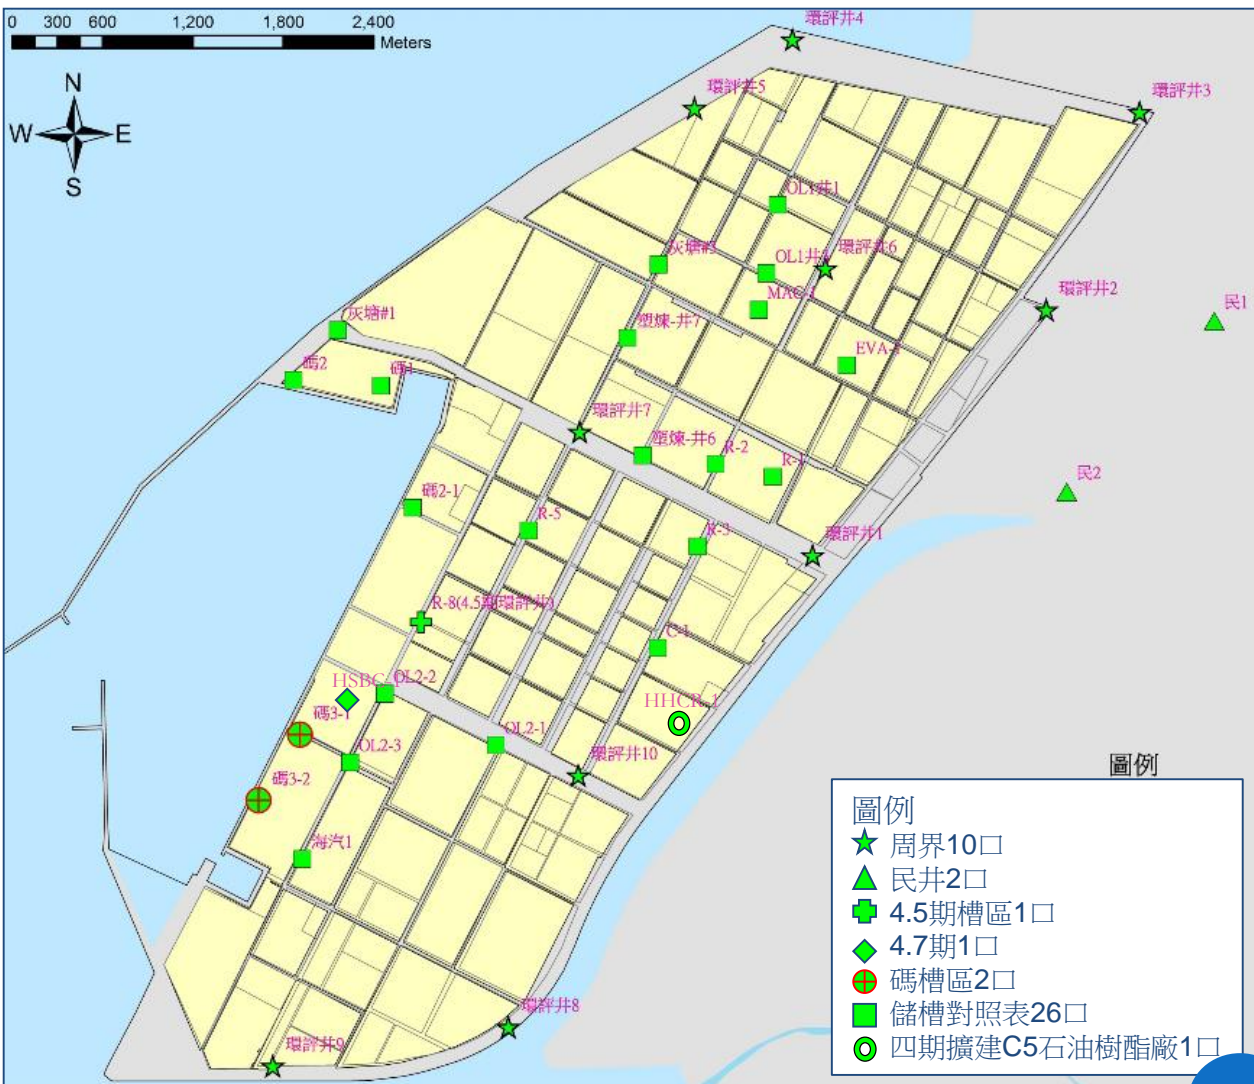 0 300 600 1,200 1,800 2,400
Meters
N
W E
S
環評井4
環評井5
環評井3
OL1井1
灰塘#3
環評井6
MAC-1
環評井2
民1
灰塘#1
塑煉-井7
EVA-1
碼2
碼1
環評井7
塑煉-井6
R-2
R-1
民2
碼2-1
R-5
R-3
環評井1
R-8(4.5期環評井)
C-1
OL2-2
HHCR-1
碼3-1
OL2-1
OL2-3
環評井10
碼3-2
海汽1
環評井8
環評井9
圖例
圖例
周界10口
民井2口
4.5期槽區1口
4.7期1口
碼槽區2口
儲槽對照表26口
四期擴建C5石油樹酯廠1口